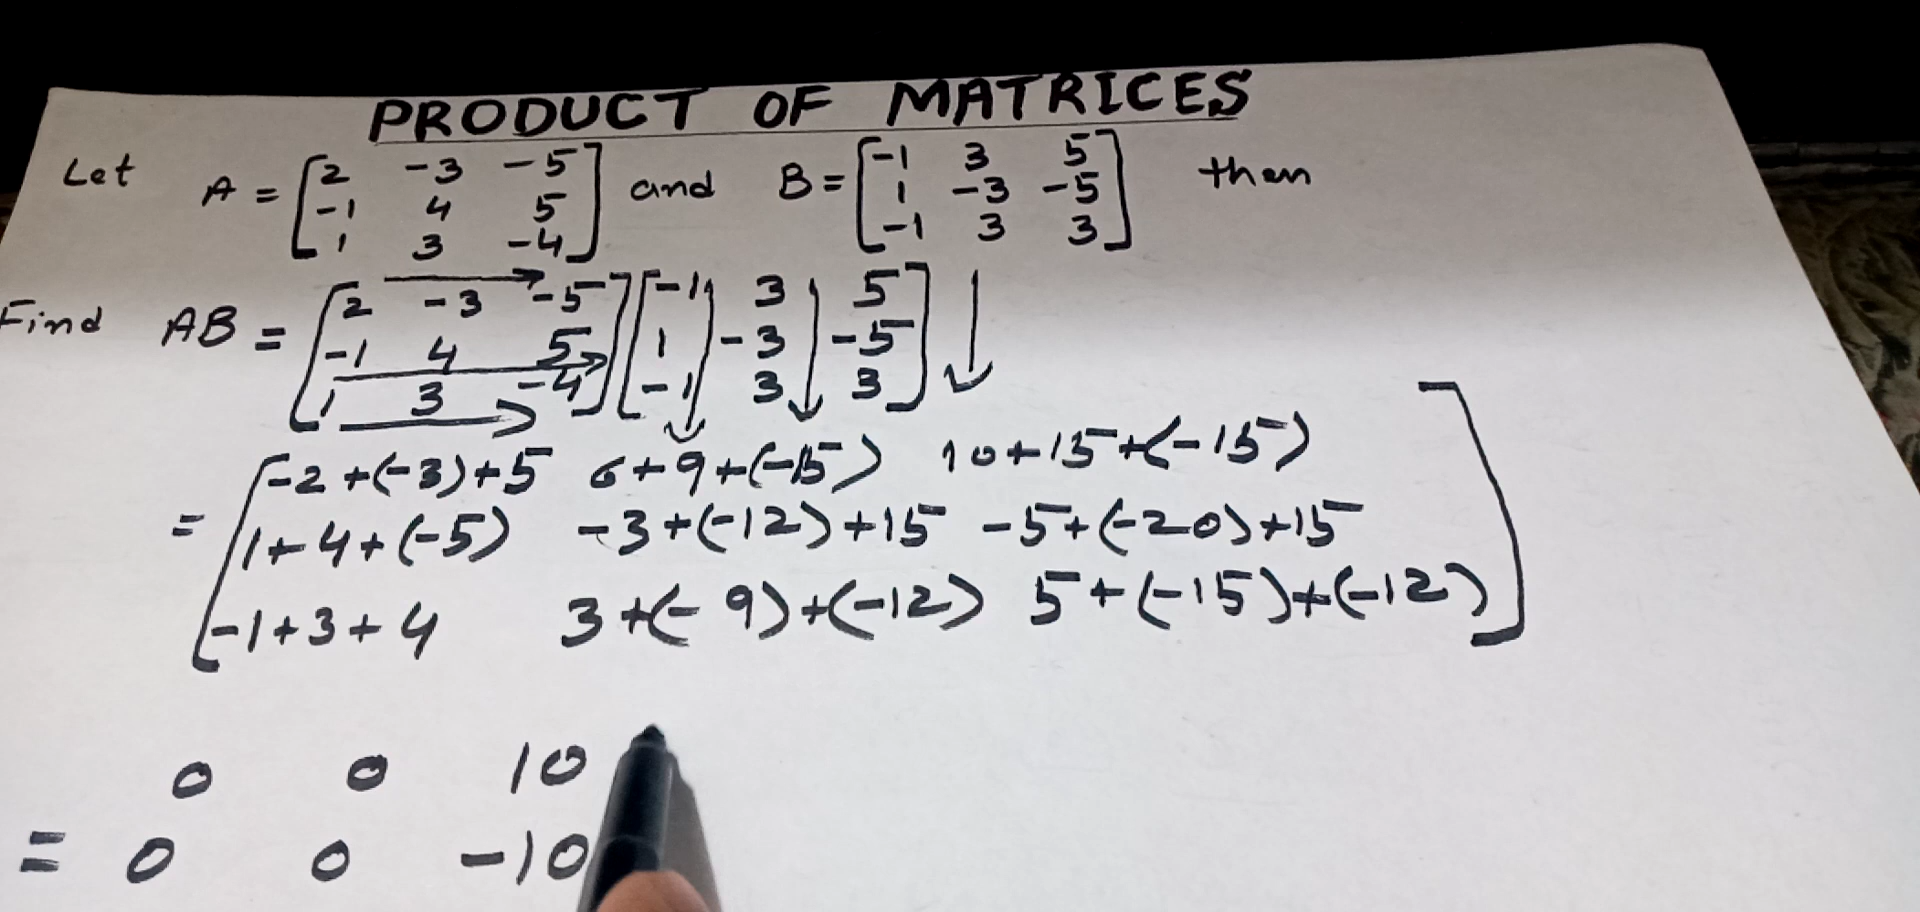 PRODUCT OF MATRICES
Let A = [2 -3 -5 and B = [-1 3 5 then
-1 4 5 1 -3 -5
1 3 -4] -1 3 3]
Find AB = [2 -3 -5 [-1 3 5
-1 4 5 1 -3 -5
1 3 -4] -1 3 3]
= [-2+(-3)+5 6+9+(-15) 10+15+(-15)
1+4+(-5) -3+(-12)+15 -5+(-20)+15
-1+3+4 3+(-9)+(-12) 5+(-15)+(-12)]
0 0 10
= 0 0 -10